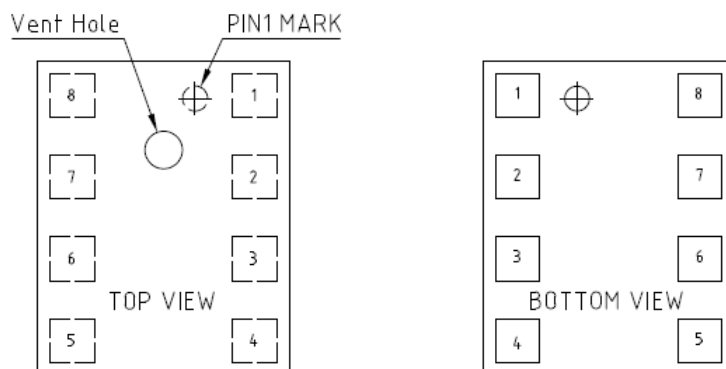 Vent Hole PIN1 MARK
8 1 1 8
7 2 2 7
6 3 3 6
TOP VIEW BOTTOM VIEW
5 4 4 5